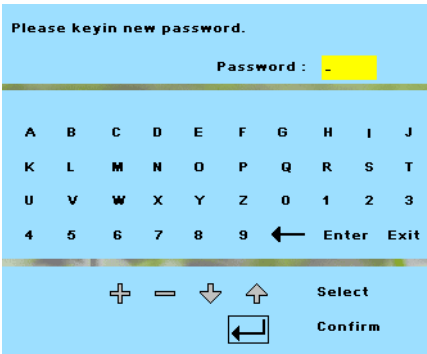 Please keyin new password.
Password : -
A B C D E F G H I J
K L M N O P Q R S T
U V W X Y Z 0 1 2 3
4 5 6 7 8 9 ← Enter Exit
Select
Confirm